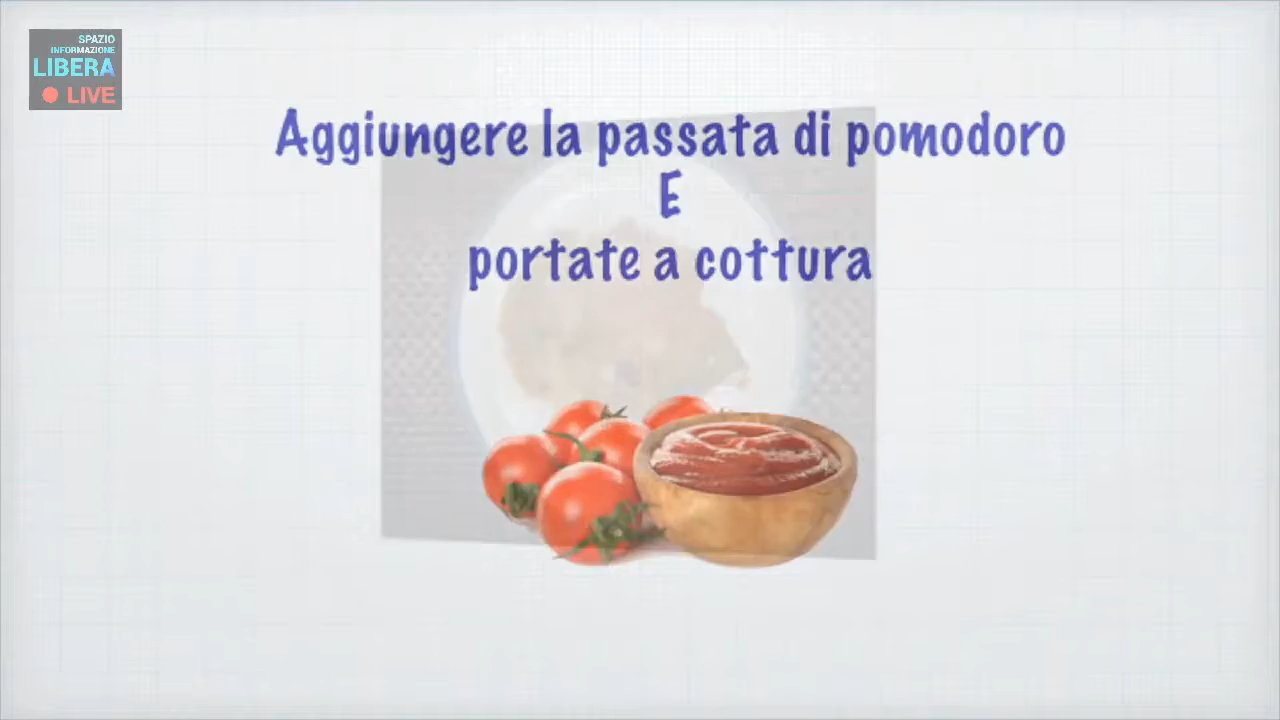 SPAZIO
INFORMAZIONE
LIBERA
LIVE
Aggiungere la passata di pomodoro
E
portate a cottura